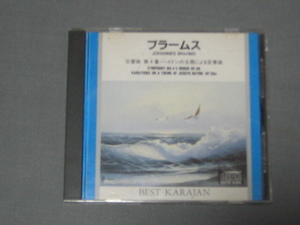 ブラームス
JOHANNES BRAHMS
交響曲 第4番/ハイドンの主題による変奏曲
SYMPHONY NO.4 E MINOR OP.98
VARIATIONS ON A THEME OF JOSEPH HAYDN OP.56a
BEST KARAJAN